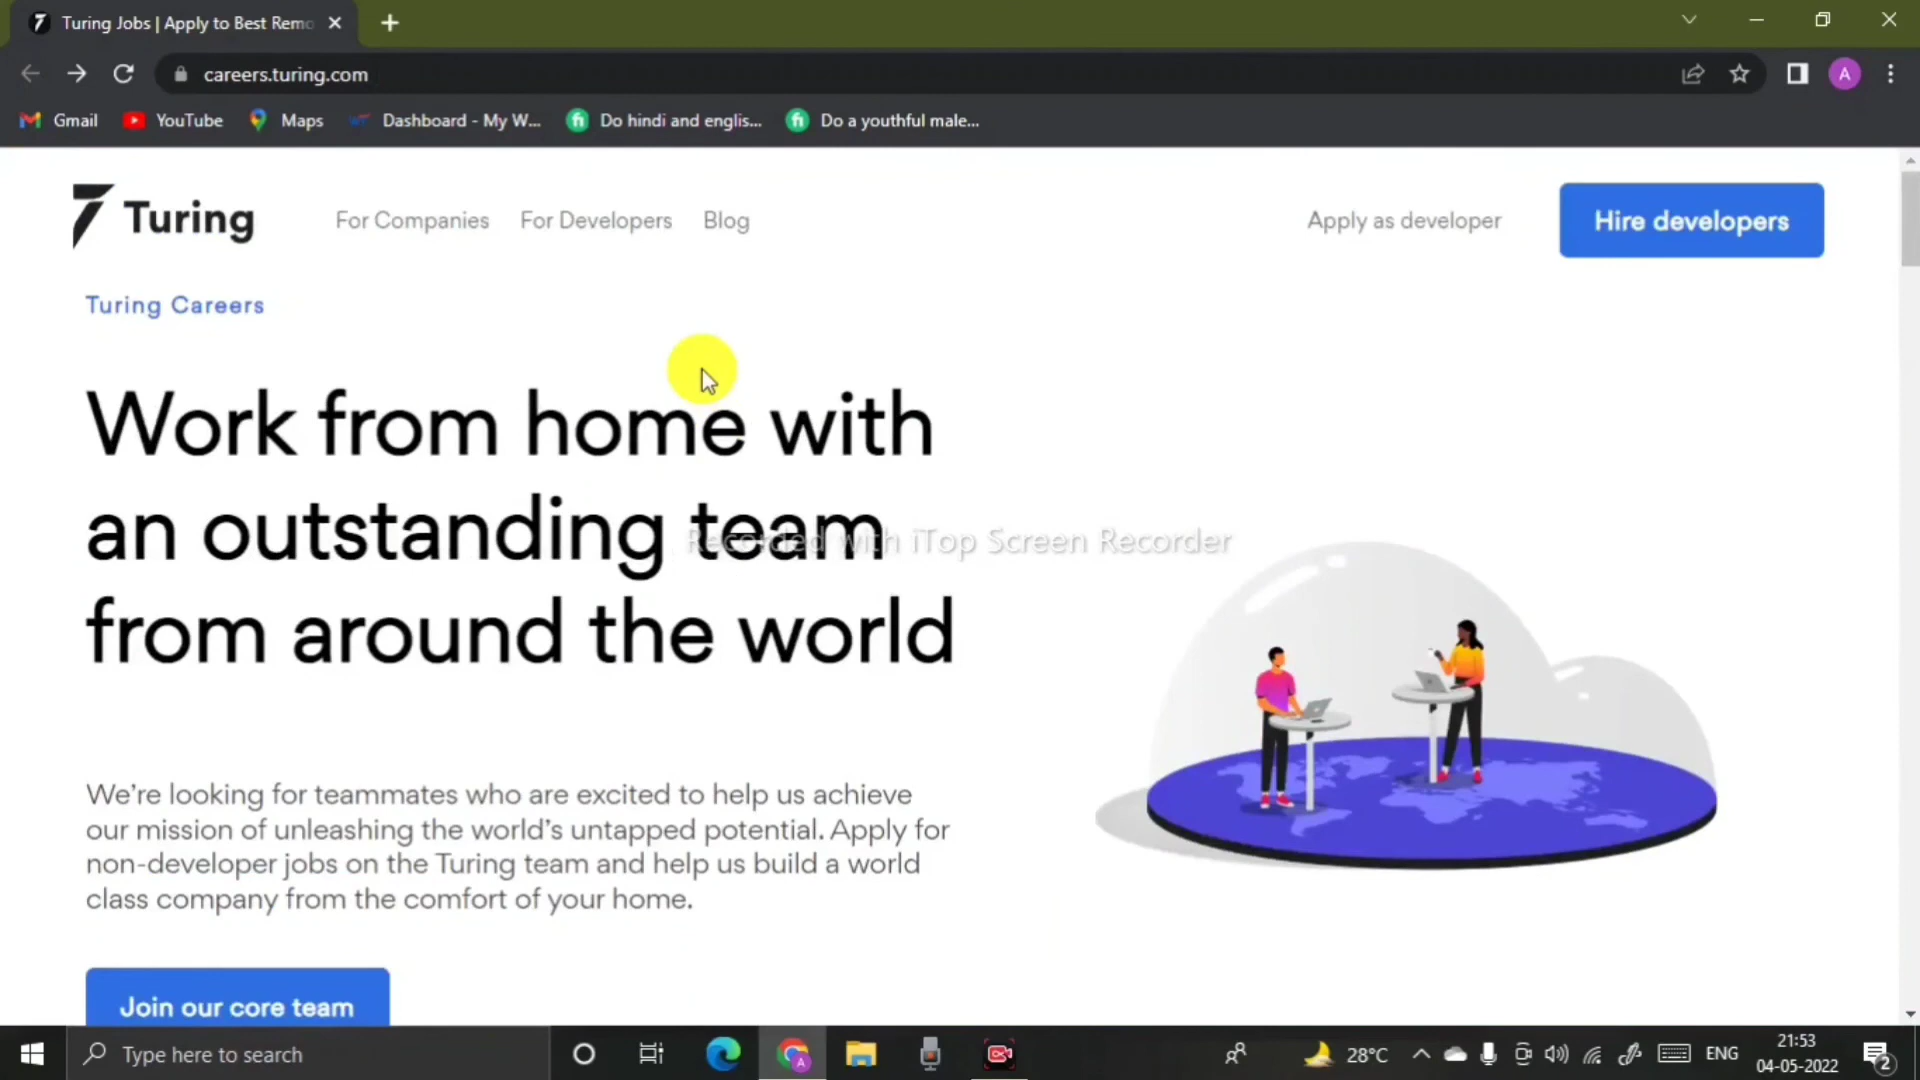 Turing Jobs | Apply to Best Remo
careers.turing.com
A
Gmail
YouTube
Maps
Dashboard - My W...
Do hindi and englis...
Do a youthful male...
Turing
For Companies
For Developers
Blog
Apply as developer
Hire developers
Turing Careers
Work from home with
an outstanding team
from around the world
Recorded with iTop Screen Recorder
We're looking for teammates who are excited to help us achieve
our mission of unleashing the world's untapped potential. Apply for
non-developer jobs on the Turing team and help us build a world
class company from the comfort of your home.
Join our core team
Type here to search
28°C
ENG
21:53
04-05-2022
2